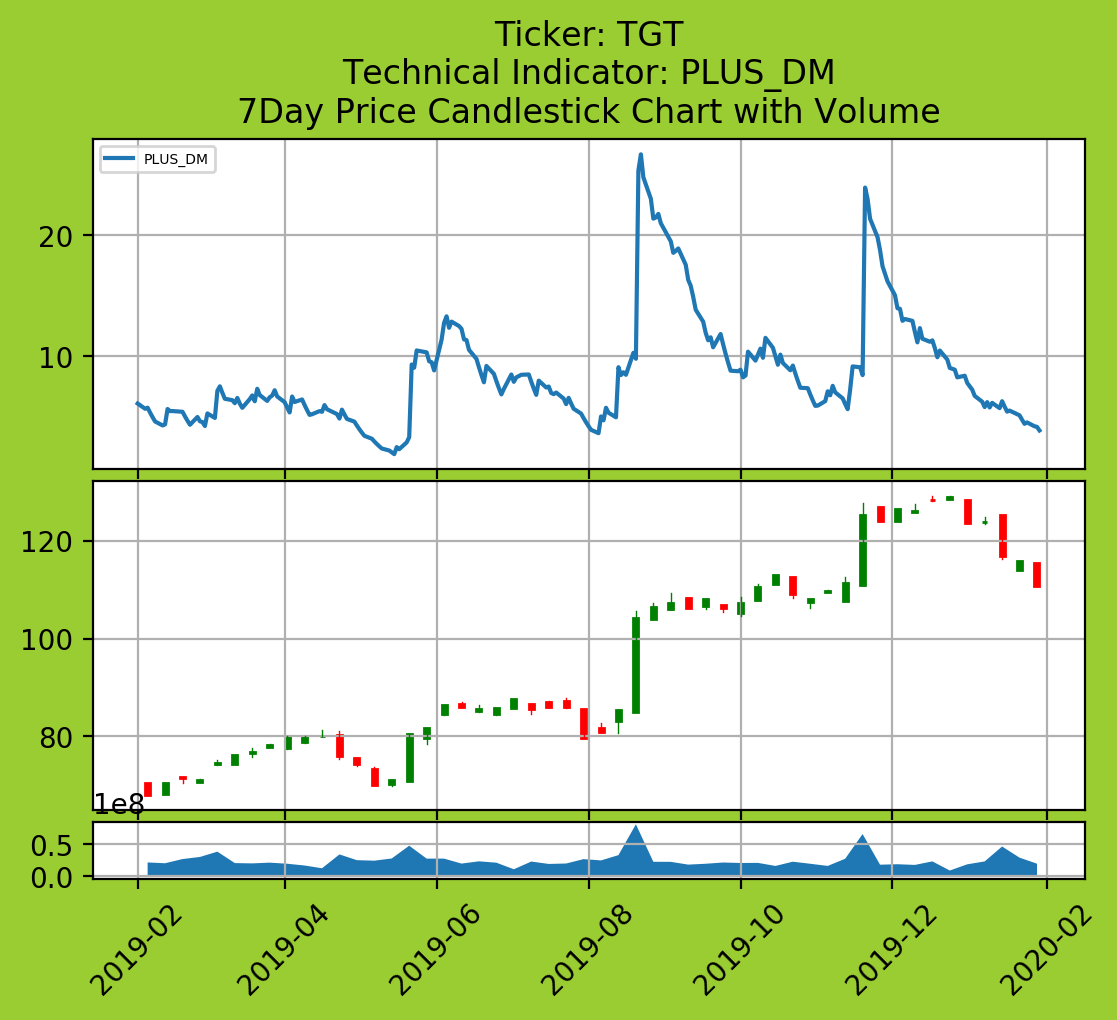 Ticker: TGT
Technical Indicator: PLUS_DM
7Day Price Candlestick Chart with Volume
PLUS_DM
20
10
120
100
80
1e8
0.5
0.0
2019-02
2019-04
2019-06
2019-08
2019-10
2019-12
2020-02